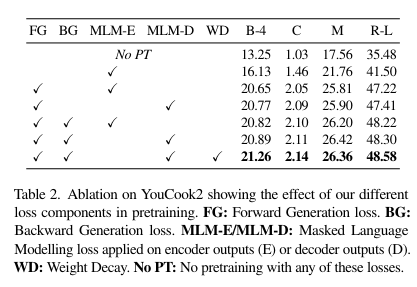 FG BG MLM-E MLM-D WD B-4 C M R-L
No PT 13.25 1.03 17.56 35.48
✓ 16.13 1.46 21.76 41.50
✓ ✓ 20.65 2.05 25.81 47.22
✓ ✓ 20.77 2.09 25.90 47.41
✓ ✓ ✓ 20.82 2.10 26.20 48.22
✓ ✓ ✓ 20.89 2.11 26.42 48.30
✓ ✓ ✓ ✓ 21.26 2.14 26.36 48.58
Table 2. Ablation on YouCook2 showing the effect of our different
loss components in pretraining. FG: Forward Generation loss. BG:
Backward Generation loss. MLM-E/MLM-D: Masked Language
Modelling loss applied on encoder outputs (E) or decoder outputs (D).
WD: Weight Decay. No PT: No pretraining with any of these losses.